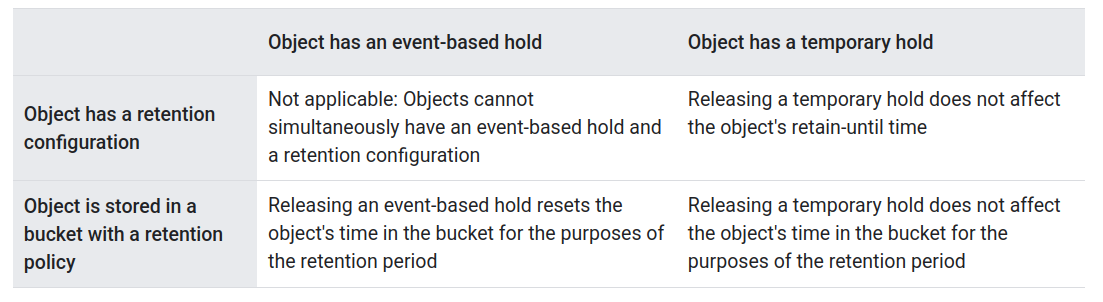 Object has an event-based hold
Object has a temporary hold
Object has a retention
configuration
Not applicable: Objects cannot
simultaneously have an event-based hold and
a retention configuration
Releasing a temporary hold does not affect
the object's retain-until time
Object is stored in a
bucket with a retention
policy
Releasing an event-based hold resets the
object's time in the bucket for the purposes of
the retention period
Releasing a temporary hold does not affect
the object's time in the bucket for the
purposes of the retention period